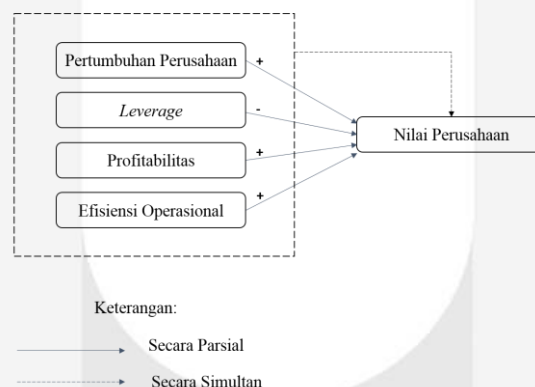 Pertumbuhan Perusahaan
+
Leverage
-
Profitabilitas
+
Efisiensi Operasional
+
Nilai Perusahaan
Keterangan:
Secara Parsial
Secara Simultan